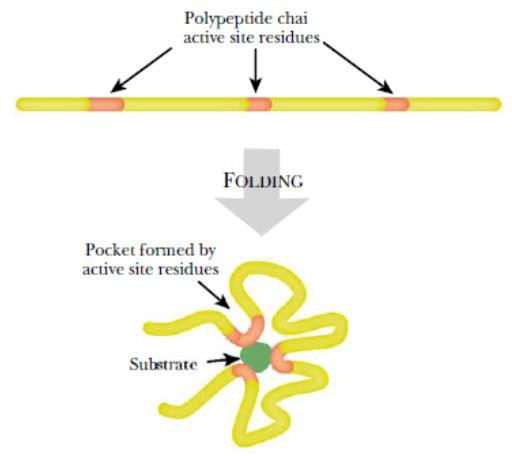 Polypeptide chai
active site residues
FOLDING
Pocket formed by
active site residues
Substrate